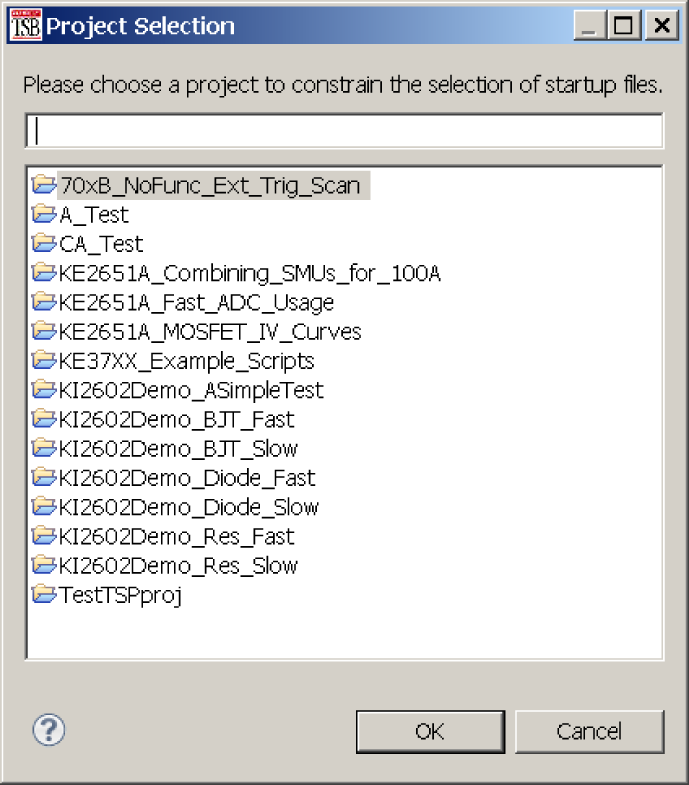 TSB Project Selection
Please choose a project to constrain the selection of startup files.
70xB_NoFunc_Ext_Trig_Scan
A_Test
CA_Test
KE2651A_Combining_SMUs_for_100A
KE2651A_Fast_ADC_Usage
KE2651A_MOSFET_IV_Curves
KE37XX_Example_Scripts
KI2602Demo_ASimpleTest
KI2602Demo_BJT_Fast
KI2602Demo_BJT_Slow
KI2602Demo_Diode_Fast
KI2602Demo_Diode_Slow
KI2602Demo_Res_Fast
KI2602Demo_Res_Slow
TestTSPproj
? OK Cancel